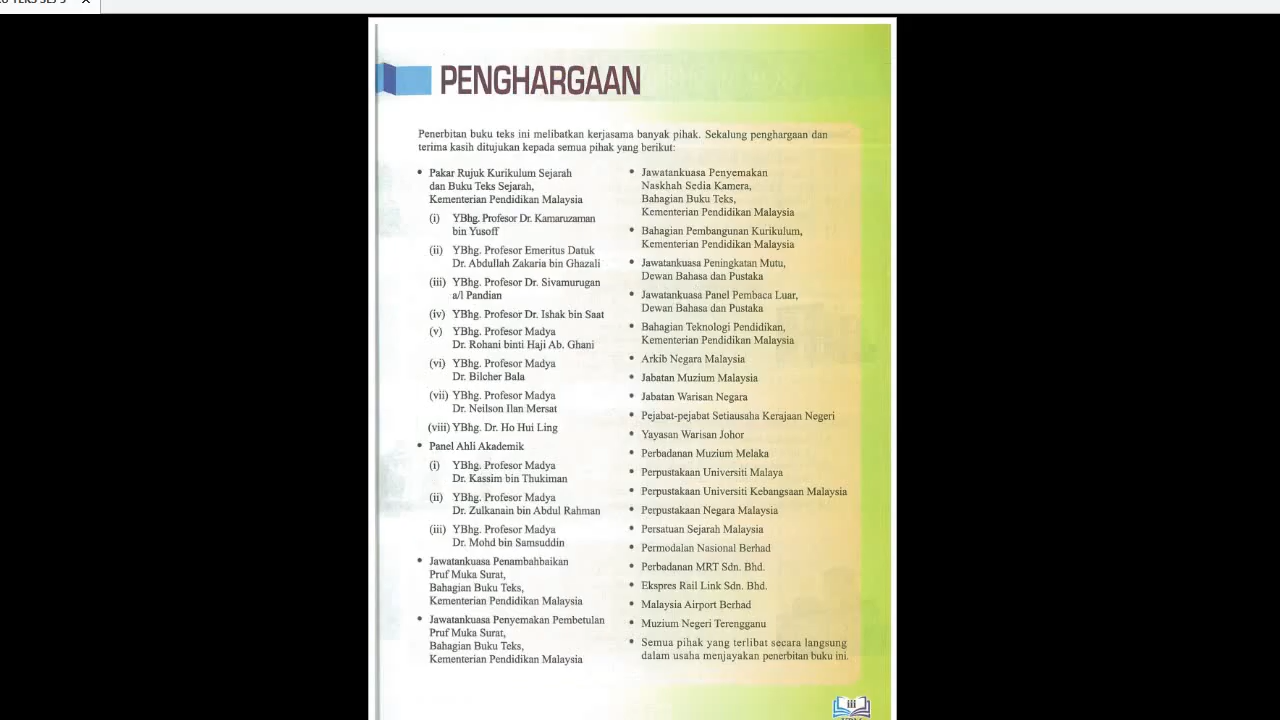 PENGHARGAAN
Penerbitan buku teks ini melibatkan kerjasama banyak pihak. Sekalung penghargaan dan
terima kasih ditujukan kepada semua pihak yang berikut:
• Pakar Rujuk Kurikulum Sejarah
dan Buku Teks Sejarah,
Kementerian Pendidikan Malaysia
(i) YBhg. Profesor Dr. Kamaruzaman
bin Yusoff
(ii) YBhg. Profesor Emeritus Datuk
Dr. Abdullah Zakaria bin Ghazali
(iii) YBhg. Profesor Dr. Sivamurugan
a/l Pandian
(iv) YBhg. Profesor Dr. Ishak bin Saat
(v) YBhg. Profesor Madya
Dr. Rohani binti Haji Ab. Ghani
(vi) YBhg. Profesor Madya
Dr. Bilcher Bala
(vii) YBhg. Profesor Madya
Dr. Neilson Ilan Mersat
(viii) YBhg. Dr. Ho Hui Ling
• Panel Ahli Akademik
(i) YBhg. Profesor Madya
Dr. Kassim bin Thukiman
(ii) YBhg. Profesor Madya
Dr. Zulkanain bin Abdul Rahman
(iii) YBhg. Profesor Madya
Dr. Mohd bin Samsuddin
• Jawatankuasa Penambahbaikan
Pruf Muka Surat,
Bahagian Buku Teks,
Kementerian Pendidikan Malaysia
• Jawatankuasa Penyemakan Pembetulan
Pruf Muka Surat,
Bahagian Buku Teks,
Kementerian Pendidikan Malaysia
• Jawatankuasa Penyemakan
Naskhah Sedia Kamera,
Bahagian Buku Teks,
Kementerian Pendidikan Malaysia
• Bahagian Pembangunan Kurikulum,
Kementerian Pendidikan Malaysia
• Jawatankuasa Peningkatan Mutu,
Dewan Bahasa dan Pustaka
• Jawatankuasa Panel Pembaca Luar,
Dewan Bahasa dan Pustaka
• Bahagian Teknologi Pendidikan,
Kementerian Pendidikan Malaysia
• Arkib Negara Malaysia
• Jabatan Muzium Malaysia
• Jabatan Warisan Negara
• Pejabat-pejabat Setiausaha Kerajaan Negeri
• Yayasan Warisan Johor
• Perbadanan Muzium Melaka
• Perpustakaan Universiti Malaya
• Perpustakaan Universiti Kebangsaan Malaysia
• Perpustakaan Negara Malaysia
• Persatuan Sejarah Malaysia
• Permodalan Nasional Berhad
• Perbadanan MRT Sdn. Bhd.
• Ekspres Rail Link Sdn. Bhd.
• Malaysia Airport Berhad
• Muzium Negeri Terengganu
• Semua pihak yang terlibat secara langsung
dalam usaha menjayakan penerbitan buku ini.
iii